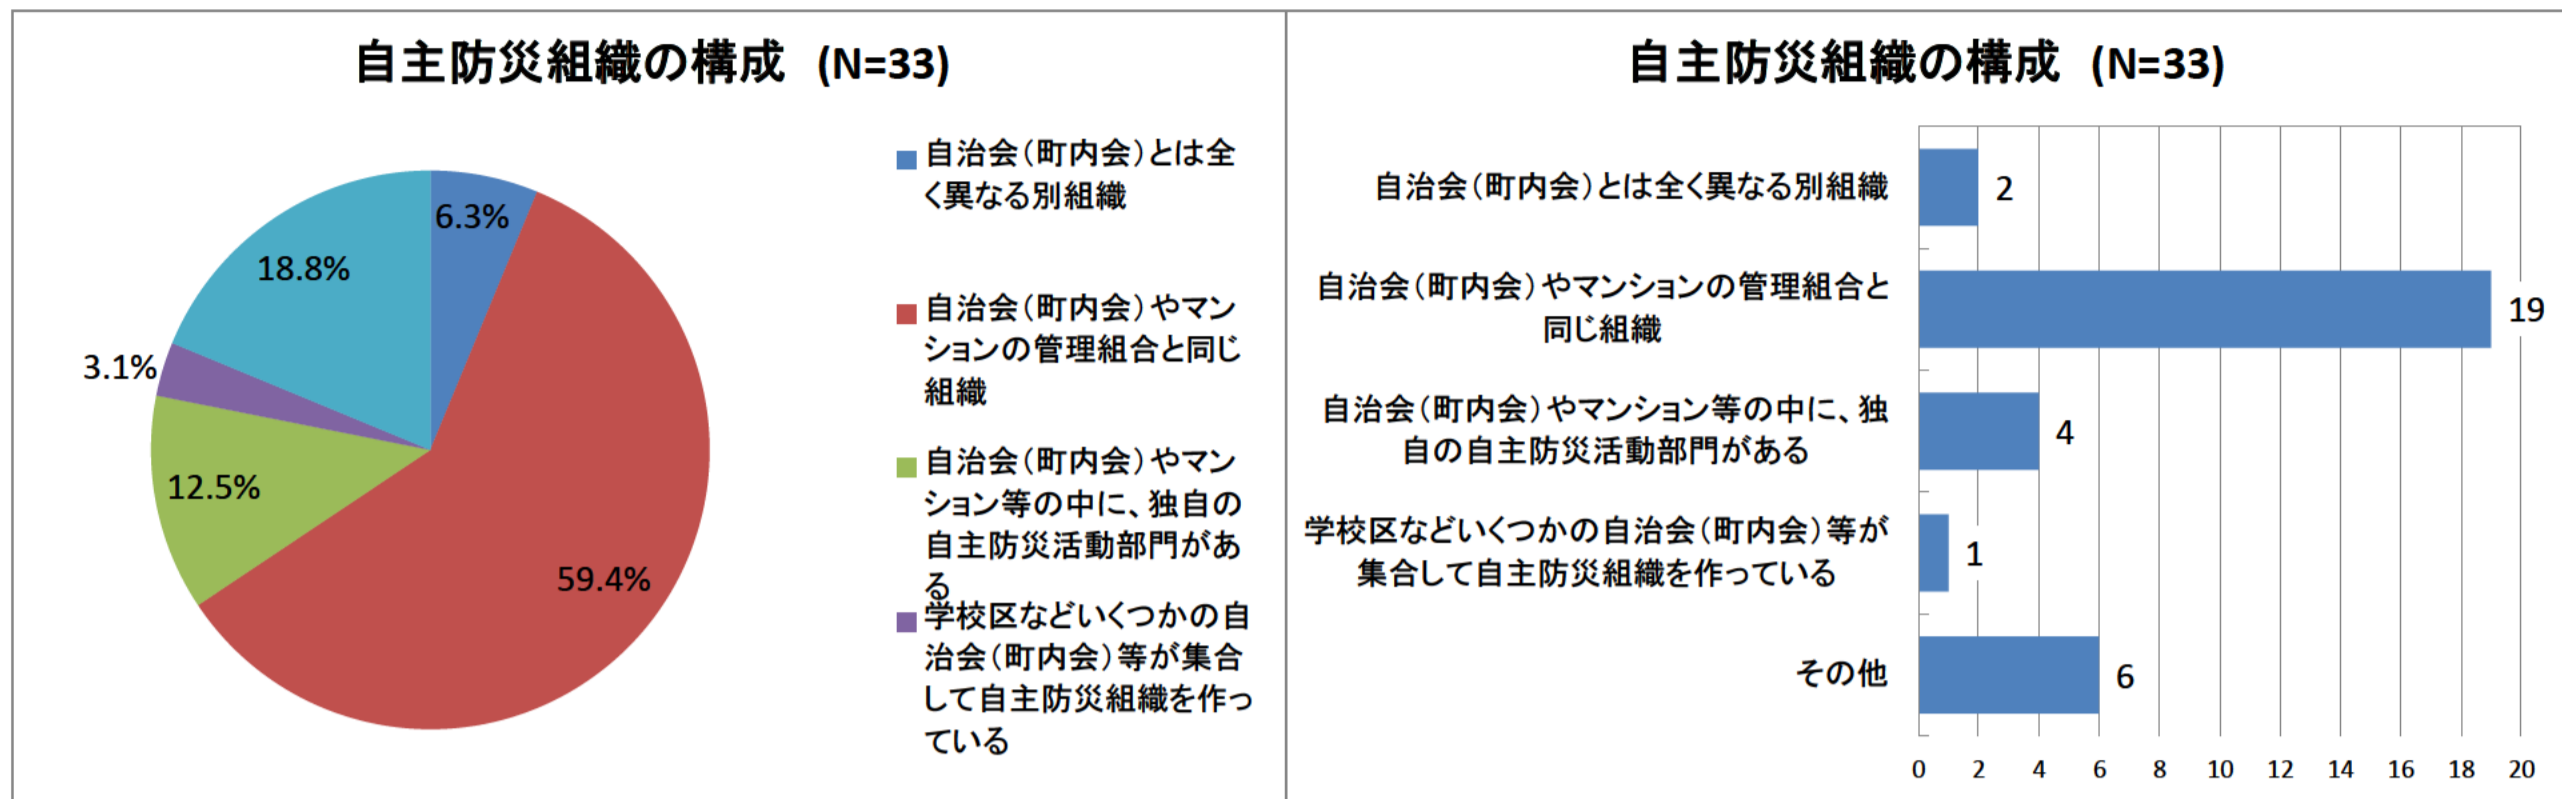 自主防災組織の構成 (N=33)
6.3%
18.8%
3.1%
12.5%
59.4%
自治会（町内会）とは全
く異なる別組織
自治会（町内会）やマン
ションの管理組合と同じ
組織
自治会（町内会）やマン
ション等の中に、独自の
自主防災活動部門があ
る
学校区などいくつかの自
治会（町内会）等が集合
して自主防災組織を作っ
ている
自主防災組織の構成 (N=33)
自治会（町内会）とは全く異なる別組織
2
自治会（町内会）やマンションの管理組合と
同じ組織
19
自治会（町内会）やマンション等の中に、独
自の自主防災活動部門がある
4
学校区などいくつかの自治会（町内会）等が
集合して自主防災組織を作っている
1
その他
6
0 2 4 6 8 10 12 14 16 18 20